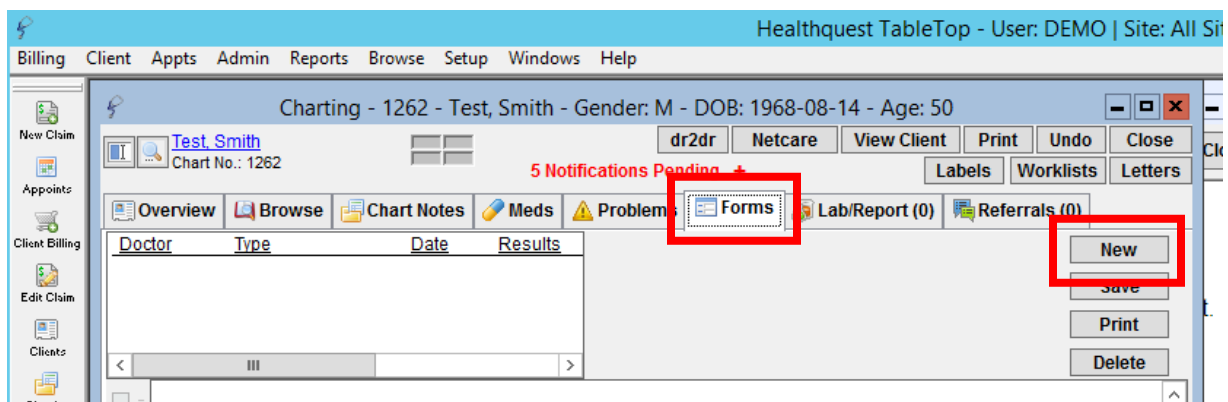 Healthquest TableTop - User: DEMO | Site: All Sit
Billing Client Appts Admin Reports Browse Setup Windows Help
New Claim
Appoints
Client Billing
Edit Claim
Clients
Charting - 1262 - Test, Smith - Gender: M - DOB: 1968-08-14 - Age: 50
Test, Smith
Chart No.: 1262
dr2dr Netcare View Client Print Undo Close
5 Notifications Pending +
Labels Worklists Letters
Overview Browse Chart Notes Meds Problems Forms Lab/Report (0) Referrals (0)
Doctor Type Date Results
New
Save
Print
Delete